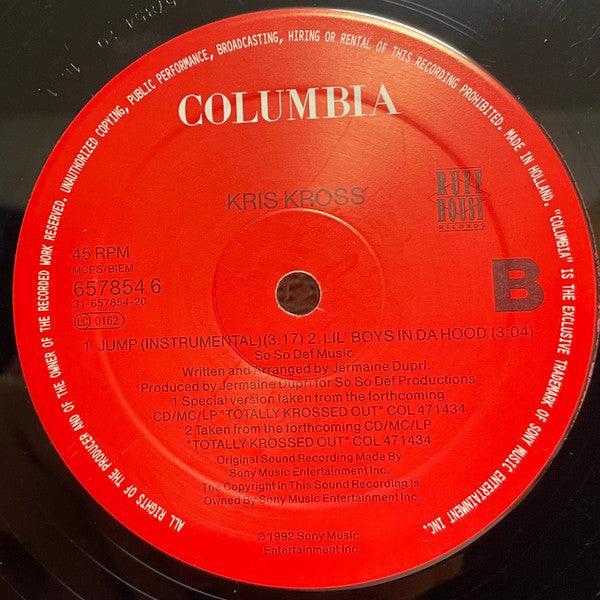 ALL RIGHTS OF THE PRODUCER AND OF THE OWNER OF THE RECORDED WORK RESERVED. UNAUTHORIZED COPYING, PUBLIC PERFORMANCE, BROADCASTING, HIRING OR RENTAL OF THIS RECORDING PROHIBITED. MADE IN HOLLAND. "COLUMBIA" IS THE EXCLUSIVE TRADEMARK OF SONY MUSIC ENTERTAINMENT INC.
COLUMBIA
KRIS KROSS
RUFF
HOUSE
RECORDS
45 RPM
MCPS/BIEM
657854 6
31-657854-20
LC 0162
B
1. JUMP (INSTRUMENTAL) (3:17) 2. LIL' BOYS IN DA HOOD (3:04)
So So Def Music
Written and Arranged by Jermaine Dupri.
Produced by Jermaine Dupri for So So Def Productions
1 Special version taken from the forthcoming
CD/MC/LP "TOTALLY KROSSED OUT" COL 471434
2 Taken from the forthcoming CD/MC/LP
"TOTALLY KROSSED OUT" COL 471434
Original Sound Recording Made By
Sony Music Entertainment Inc.
The Copyright in This Sound Recording is
Owned By Sony Music Entertainment Inc.
℗ 1992 Sony Music
Entertainment Inc.